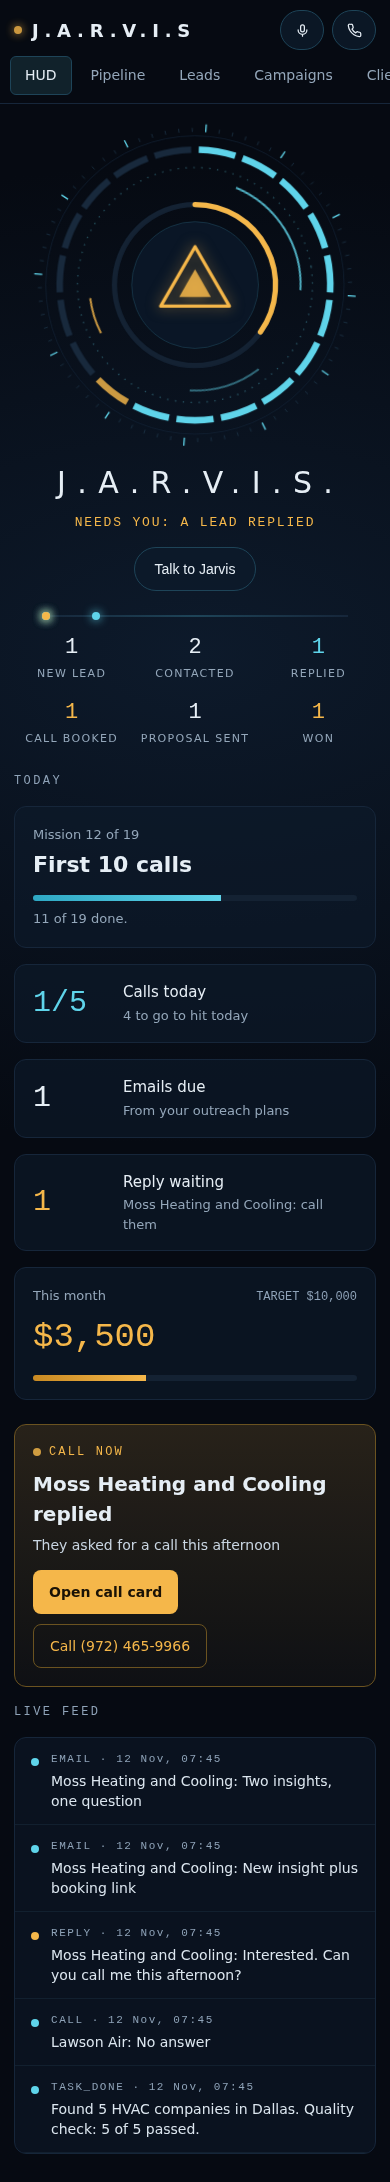 J.A.R.V.I.S
HUD Pipeline Leads Campaigns Clie
J.A.R.V.I.S.
NEEDS YOU: A LEAD REPLIED
Talk to Jarvis
1 2 1
NEW LEAD CONTACTED REPLIED
1 1 1
CALL BOOKED PROPOSAL SENT WON
TODAY
Mission 12 of 19
First 10 calls
11 of 19 done.
1/5
Calls today
4 to go to hit today
1
Emails due
From your outreach plans
1
Reply waiting
Moss Heating and Cooling: call
them
This month TARGET $10,000
$3,500
CALL NOW
Moss Heating and Cooling
replied
They asked for a call this afternoon
Open call card
Call (972) 465-9966
LIVE FEED
EMAIL · 12 Nov, 07:45
Moss Heating and Cooling: Two insights,
one question
EMAIL · 12 Nov, 07:45
Moss Heating and Cooling: New insight plus
booking link
REPLY · 12 Nov, 07:45
Moss Heating and Cooling: Interested. Can
you call me this afternoon?
CALL · 12 Nov, 07:45
Lawson Air: No answer
TASK_DONE · 12 Nov, 07:45
Found 5 HVAC companies in Dallas. Quality
check: 5 of 5 passed.